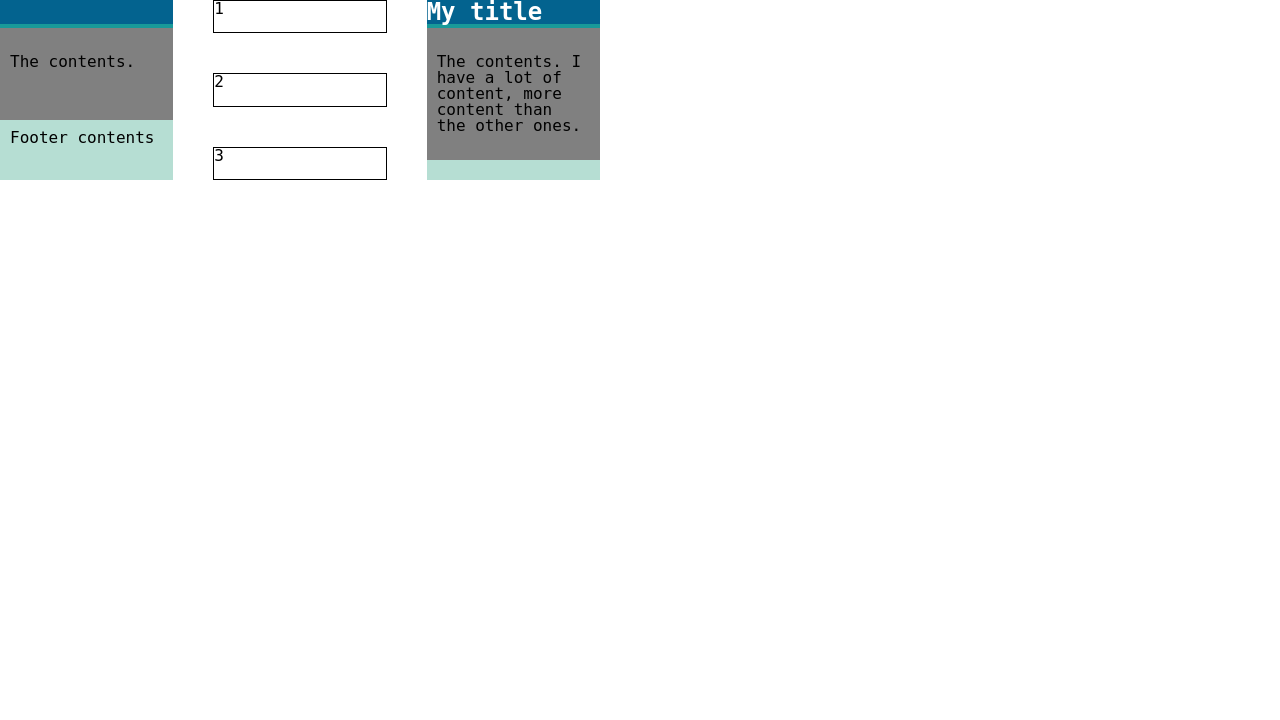 The contents.
Footer contents
1
2
3
My title
The contents. I
have a lot of
content, more
content than
the other ones.